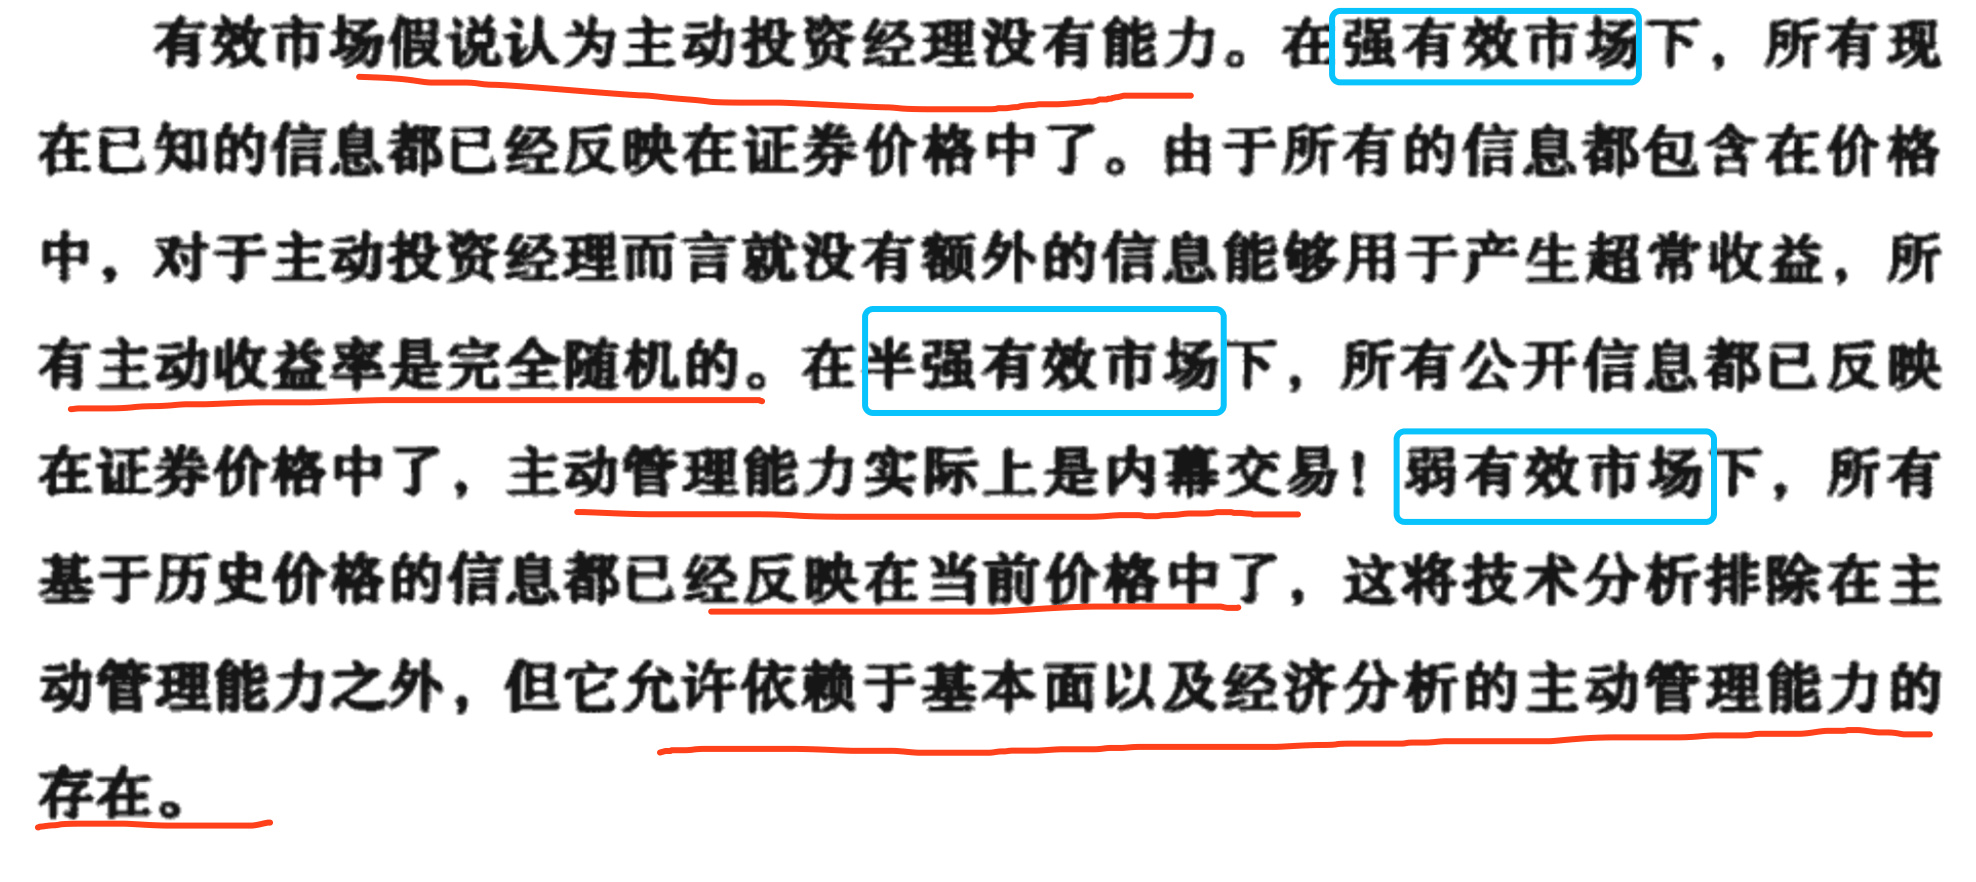 有效市场假说认为主动投资经理没有能力。在强有效市场下，所有现
在已知的信息都已经反映在证券价格中了。由于所有的信息都包含在价格
中，对于主动投资经理而言就没有额外的信息能够用于产生超常收益，所
有主动收益率是完全随机的。在半强有效市场下，所有公开信息都已反映
在证券价格中了，主动管理能力实际上是内幕交易！弱有效市场下，所有
基于历史价格的信息都已经反映在当前价格中了，这将技术分析排除在主
动管理能力之外，但它允许依赖于基本面以及经济分析的主动管理能力的
存在。